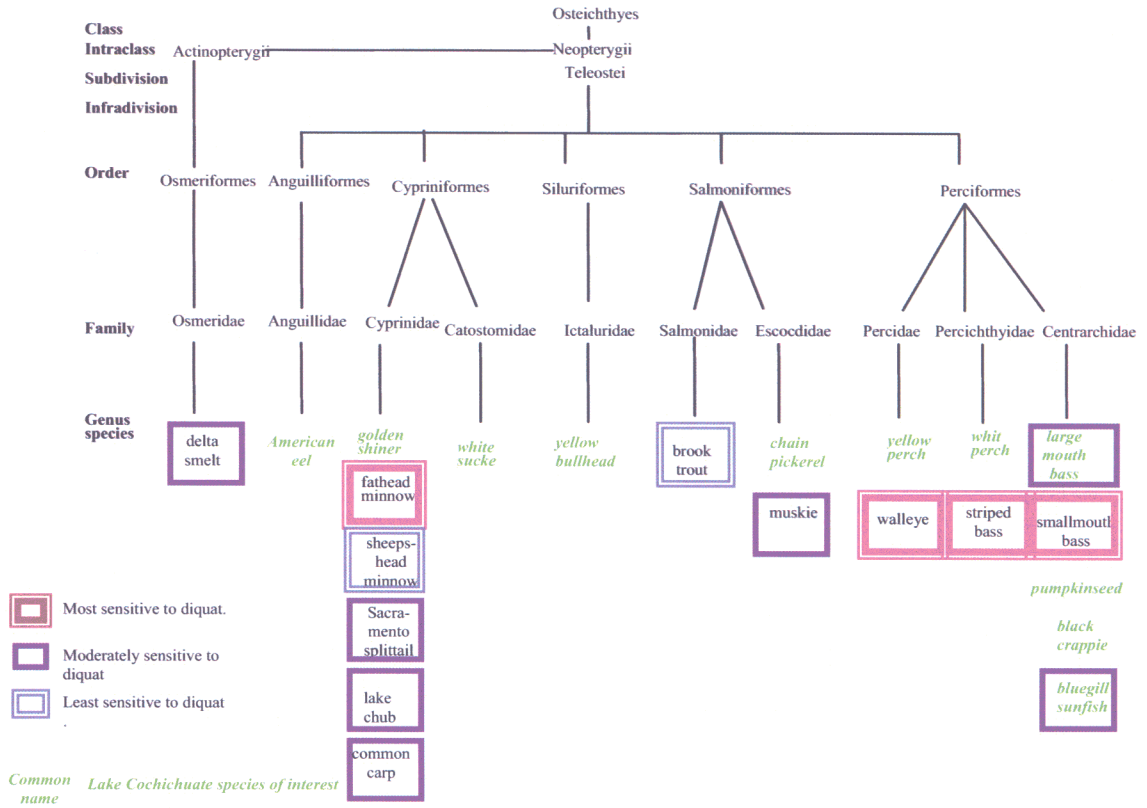 Osteichthyes
Class
Intraclass Actinopterygii Neopterygii
Subdivision Teleostei
Infradivision
Order Osmeriformes Anguilliformes Cypriniformes Siluriformes Salmoniformes Perciformes
Family Osmeridae Anguillidae Cyprinidae Catostomidae Ictaluridae Salmonidae Escocdidae Percidae Percichthyidae Centrarchidae
Genus
species
delta
smelt
American
eel
golden
shiner
white
sucke
yellow
bullhead
brook
trout
chain
pickerel
yellow
perch
whit
perch
large
mouth
bass
fathead
minnow
muskie
walleye
striped
bass
smallmouth
bass
sheeps-
head
minnow
pumpkinseed
Sacra-
mento
splittail
black
crappie
lake
chub
bluegill
sunfish
common
carp
Most sensitive to diquat.
Moderately sensitive to
diquat
Least sensitive to diquat
.
Common
name
Lake Cochichuate species of interest